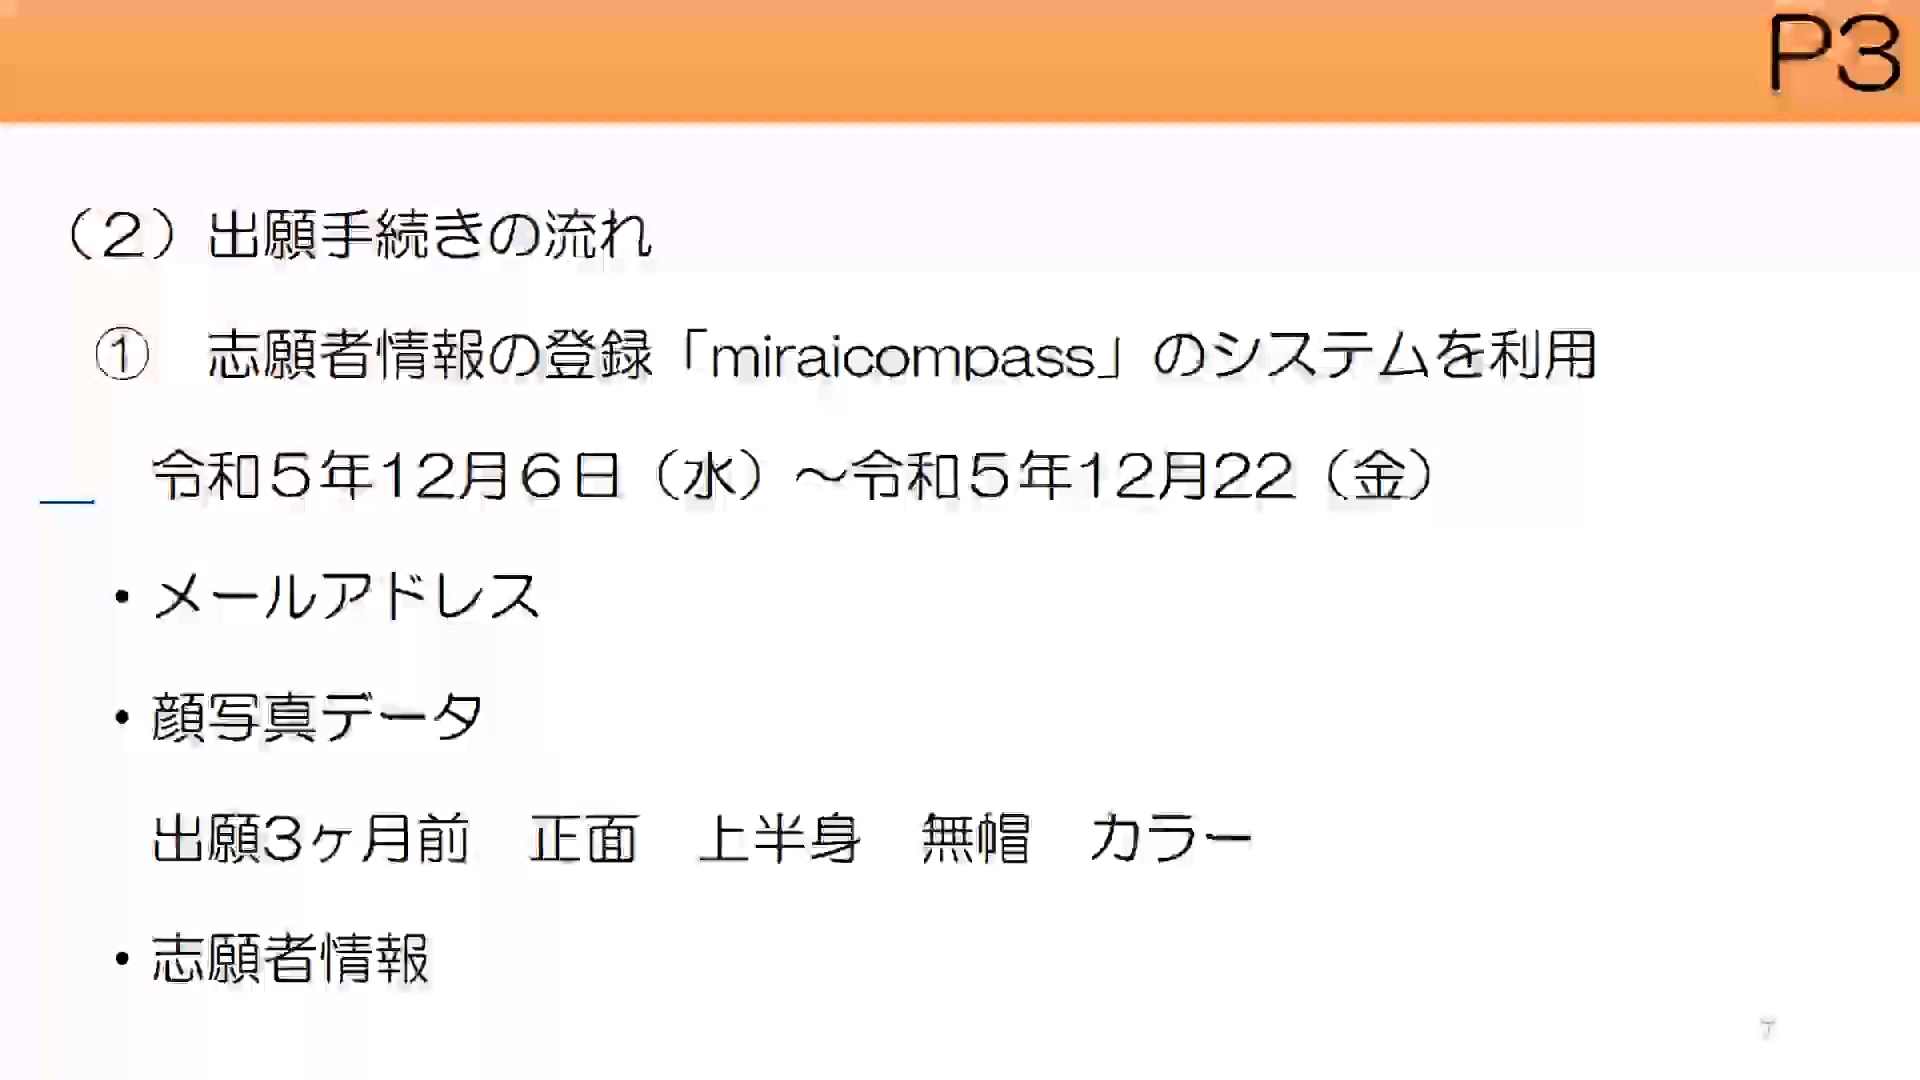 P3
（２）出願手続きの流れ
①　志願者情報の登録「miraicompass」のシステムを利用
令和５年12月６日（水）～令和５年12月22（金）
・メールアドレス
・顔写真データ
出願3ヶ月前　正面　上半身　無帽　カラー
・志願者情報
7